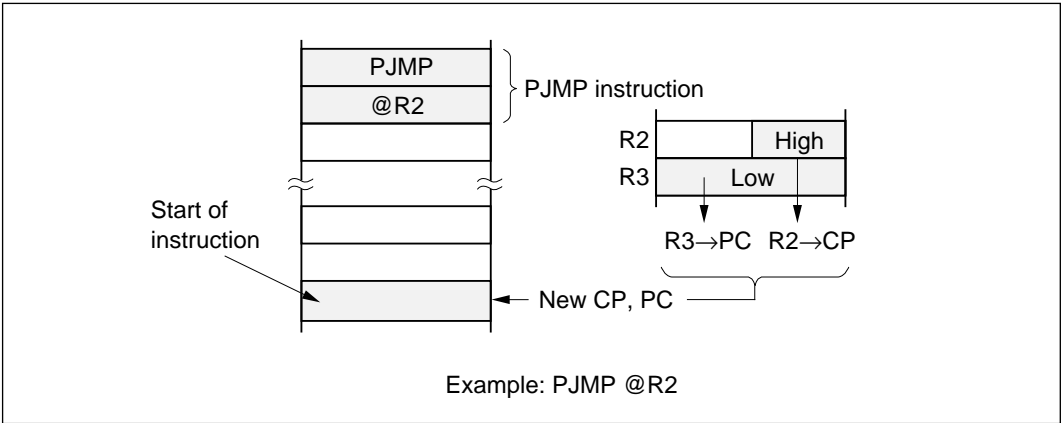 PJMP
@R2
PJMP instruction
R2
High
R3
Low
Start of
instruction
R3→PC
R2→CP
New CP, PC
Example: PJMP @R2